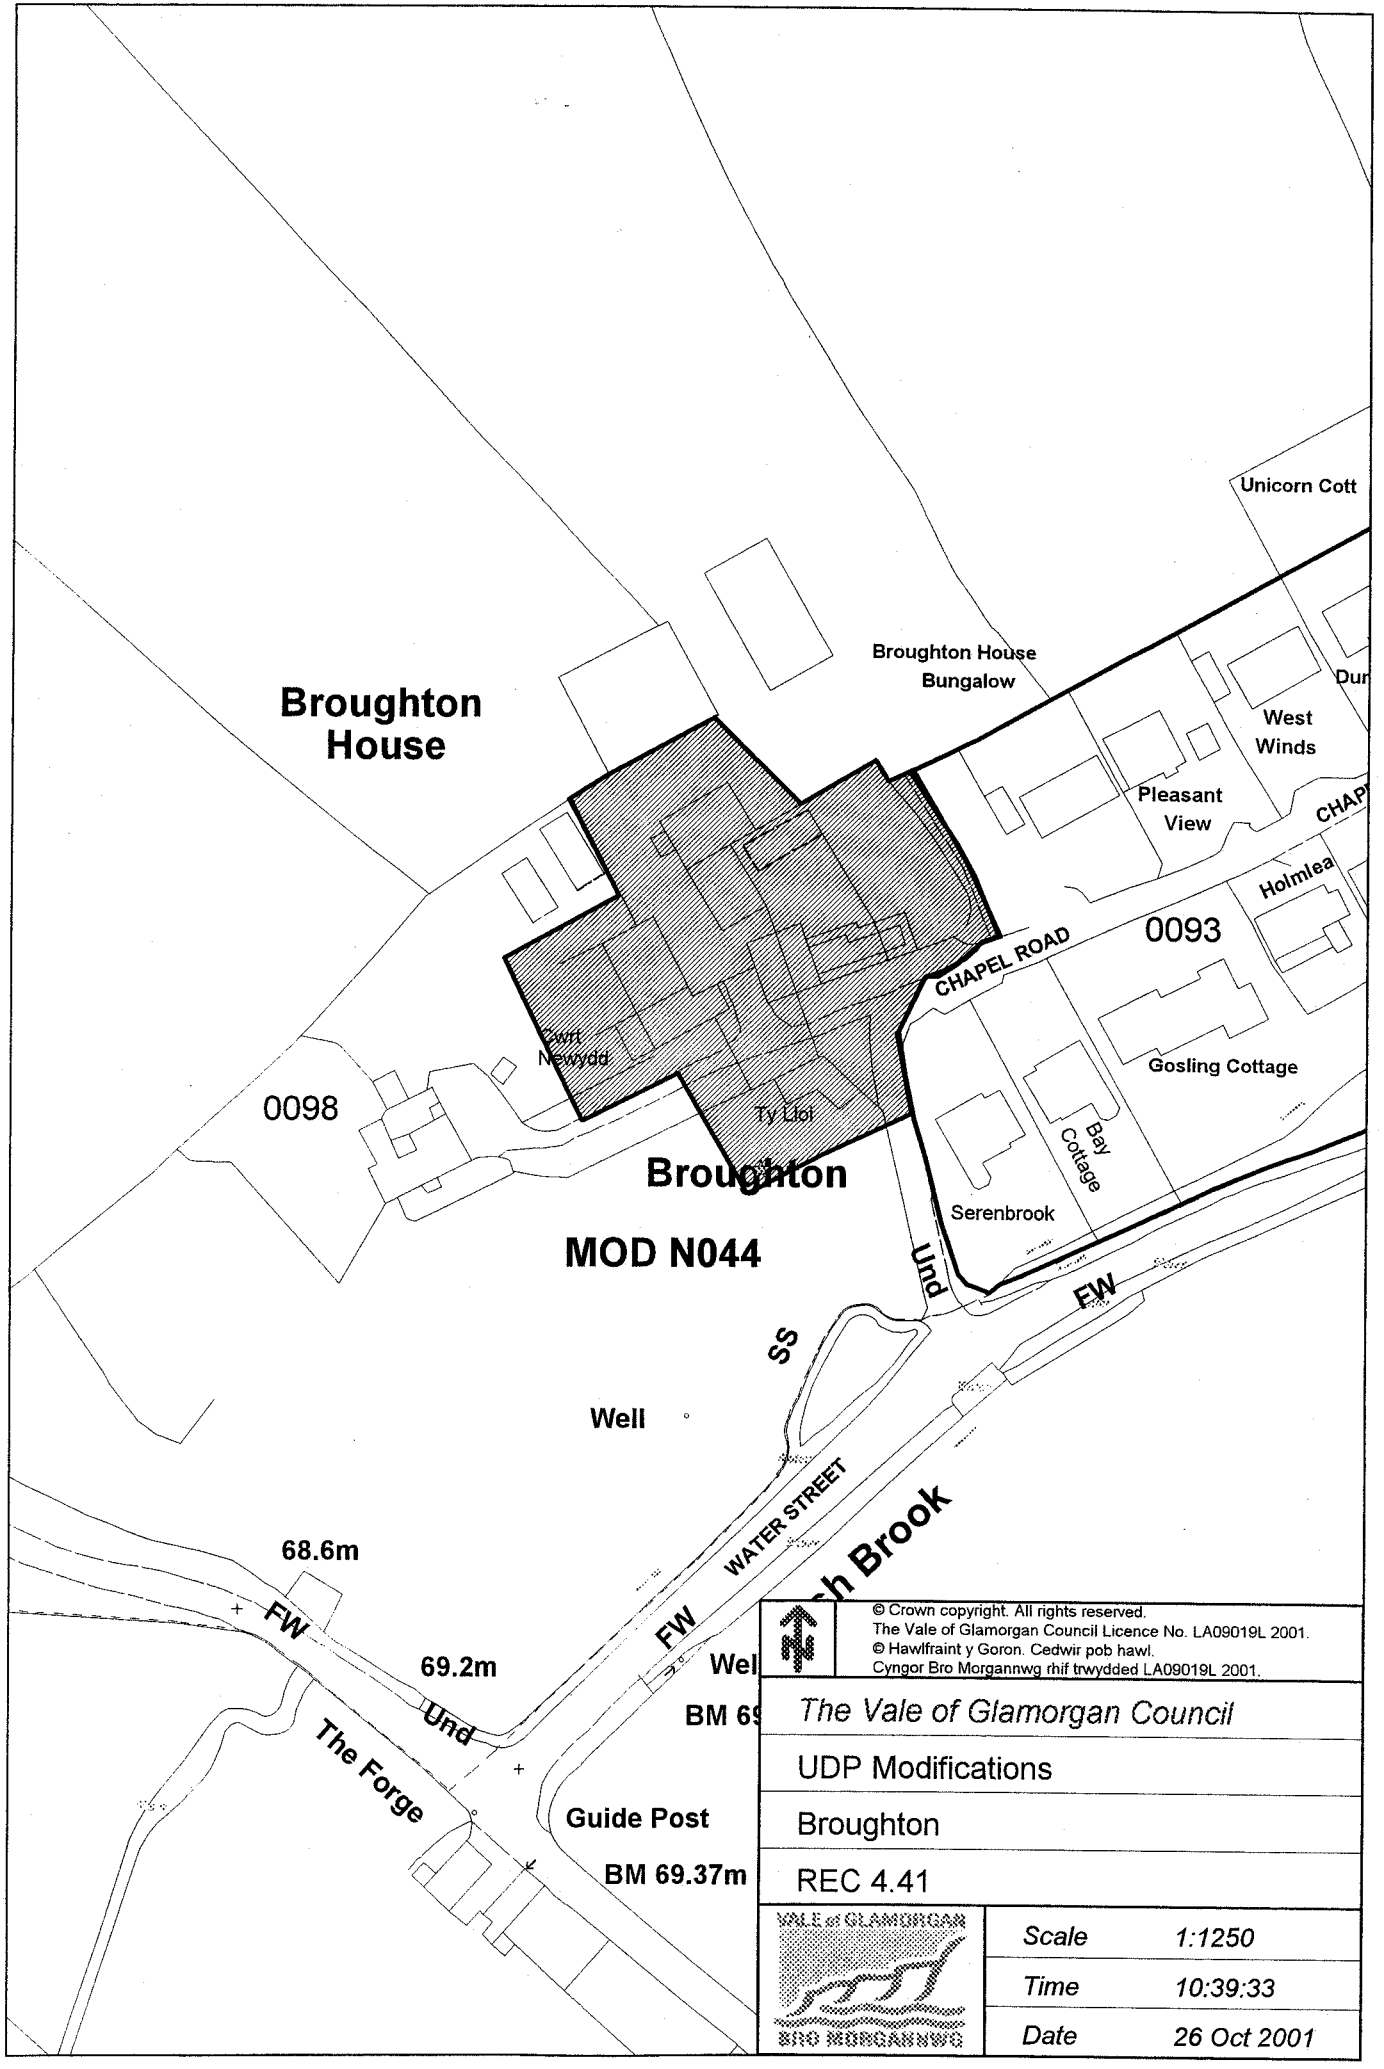 Unicorn Cott
Broughton House
Bungalow
Broughton
House
Dur
West
Winds
Pleasant
View
CHAP
Holmlea
0093
CHAPEL ROAD
Cwrt
Newydd
Gosling Cottage
0098
Ty Lloi
Bay
Cottage
Broughton
Serenbrook
MOD N044
Und
FW
SS
Well
WATER STREET
ch Brook
68.6m
FW
FW
69.2m
Wel
Und
BM 69
The Forge
Guide Post
BM 69.37m
N
© Crown copyright. All rights reserved.
The Vale of Glamorgan Council Licence No. LA09019L 2001.
© Hawlfraint y Goron. Cedwir pob hawl.
Cyngor Bro Morgannwg rhif trwydded LA09019L 2001.
The Vale of Glamorgan Council
UDP Modifications
Broughton
REC 4.41
VALE of GLAMORGAN
BRO MORGANNWG
Scale 1:1250
Time 10:39:33
Date 26 Oct 2001